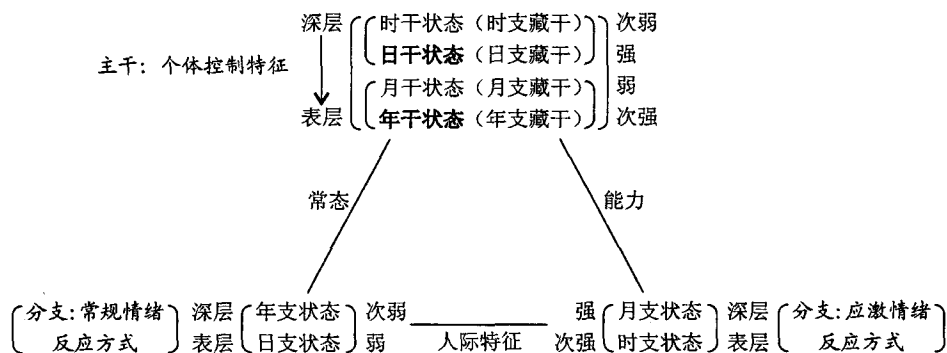 深层 时干状态（时支藏干） 次弱
日干状态（日支藏干） 强
主干：个体控制特征
月干状态（月支藏干） 弱
表层 年干状态（年支藏干） 次强
常态 能力
分支：常规情绪 深层 年支状态 次弱 强 月支状态 深层 分支：应激情绪
反应方式 表层 日支状态 弱 人际特征 次强 时支状态 表层 反应方式